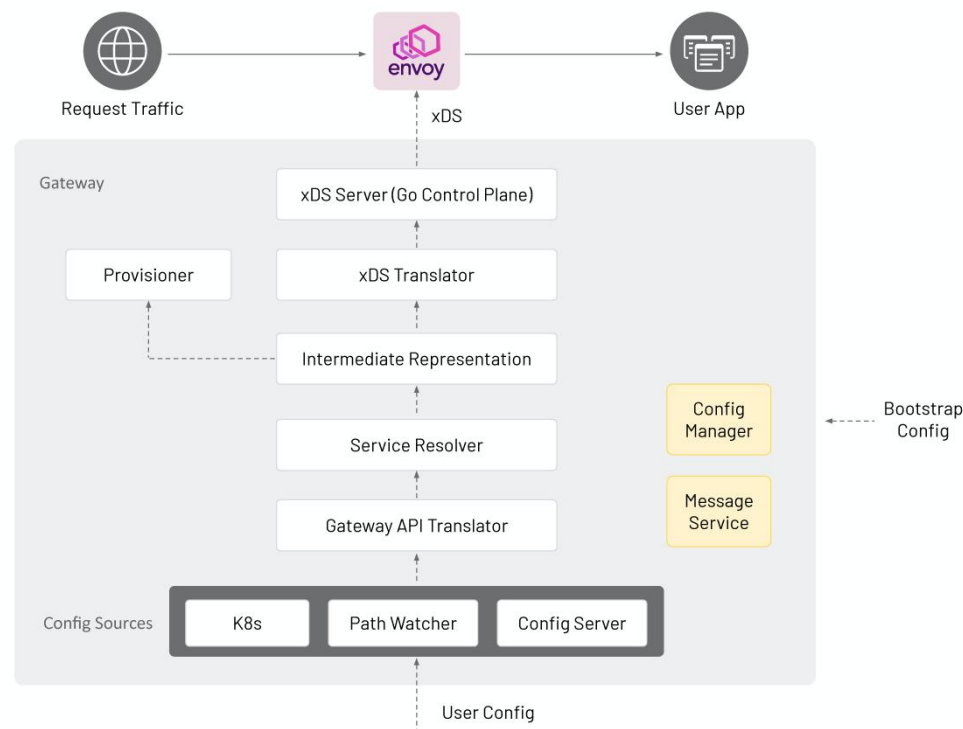 envoy
Request Traffic
User App
xDS
Gateway
xDS Server (Go Control Plane)
Provisioner
xDS Translator
Intermediate Representation
Config
Manager
Bootstrap
Config
Service Resolver
Message
Service
Gateway API Translator
Config Sources
K8s
Path Watcher
Config Server
User Config